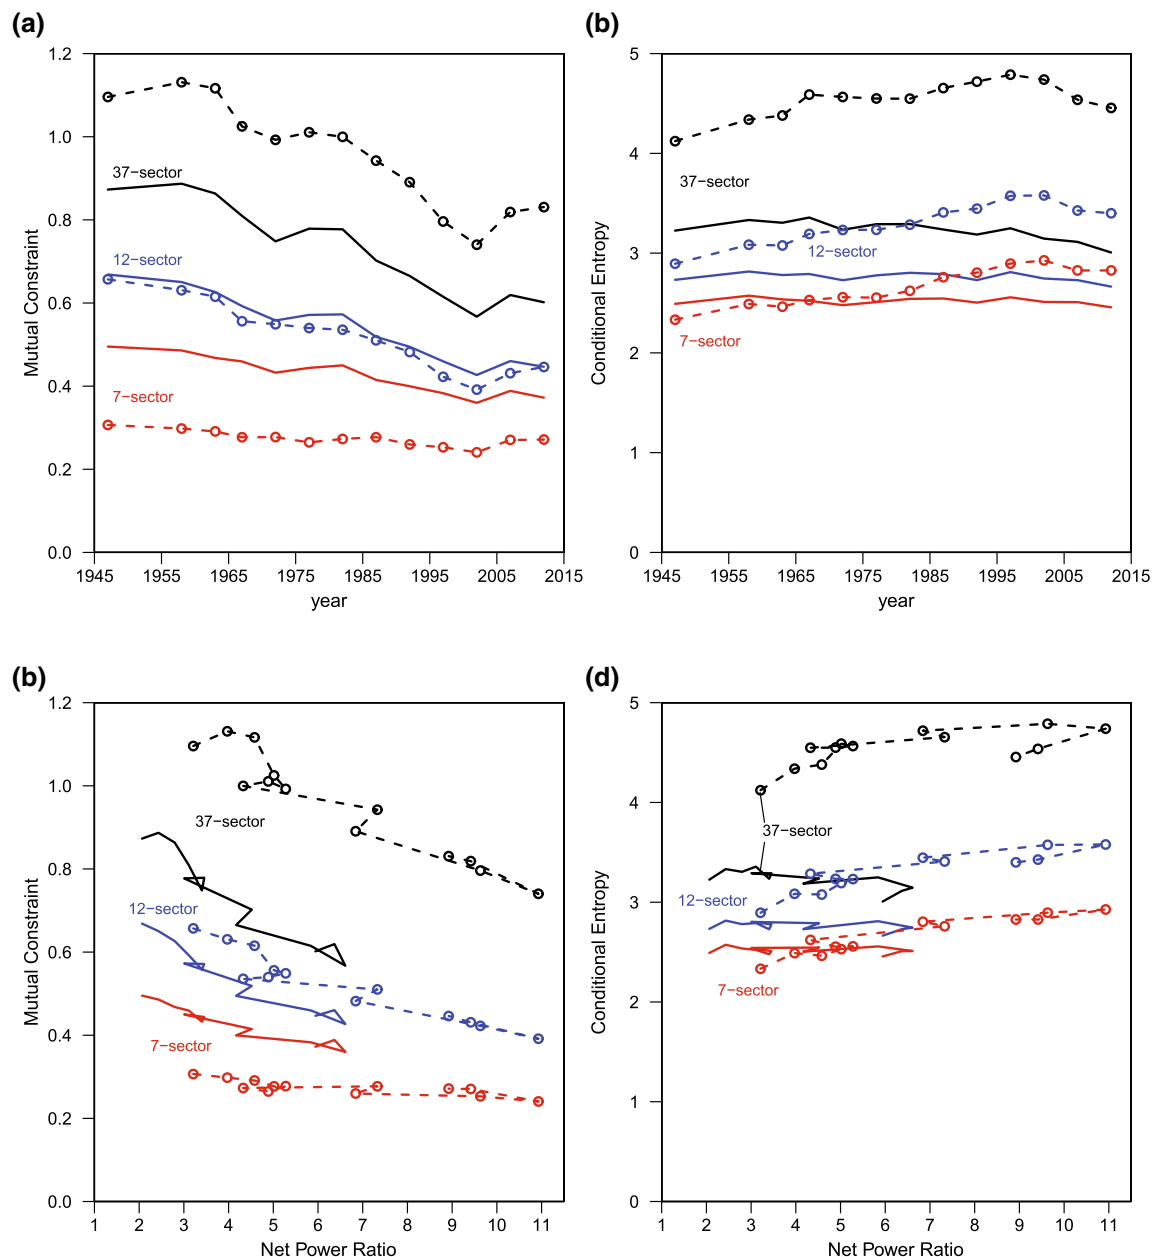 (a)
Mutual Constraint
1.2
1.0
0.8
0.6
0.4
0.2
0.0
37−sector
12−sector
7−sector
1945 1955 1965 1975 1985 1995 2005 2015
year
(b)
Conditional Entropy
5
4
3
2
1
0
37−sector
12−sector
7−sector
1945 1955 1965 1975 1985 1995 2005 2015
year
(b)
Mutual Constraint
1.2
1.0
0.8
0.6
0.4
0.2
0.0
37−sector
12−sector
7−sector
1 2 3 4 5 6 7 8 9 10 11
Net Power Ratio
(d)
Conditional Entropy
5
4
3
2
1
0
37−sector
12−sector
7−sector
1 2 3 4 5 6 7 8 9 10 11
Net Power Ratio